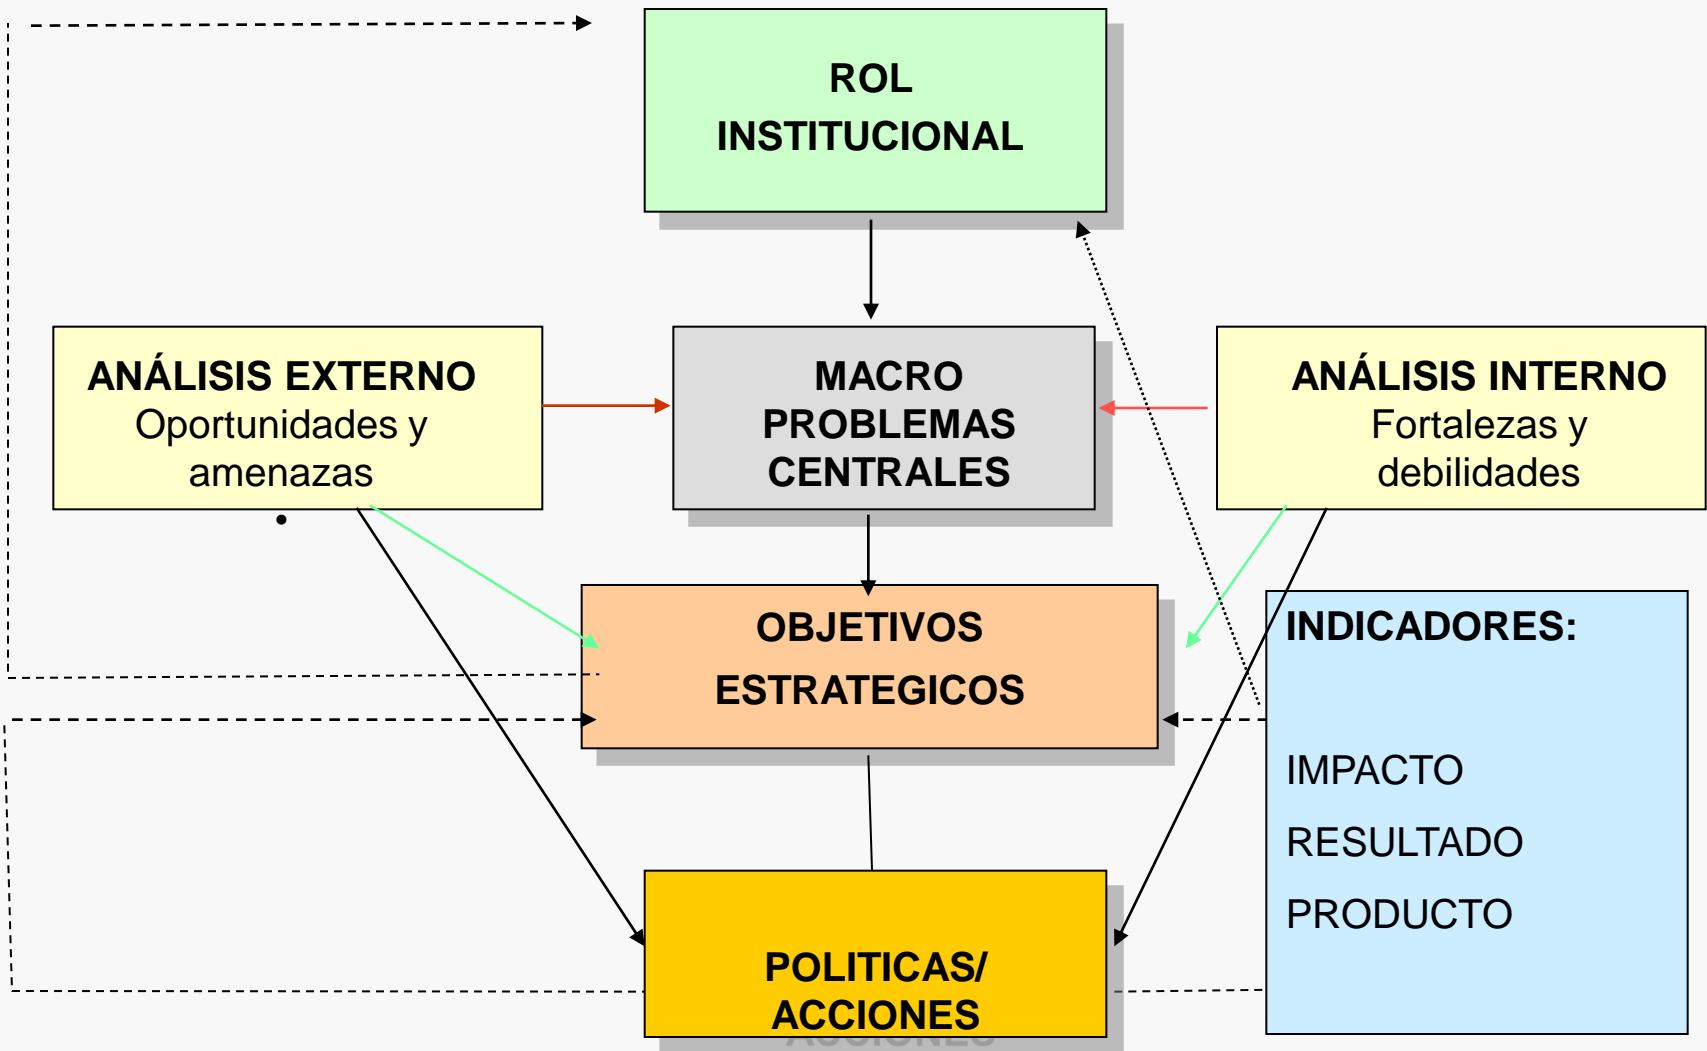 ROL
INSTITUCIONAL
ANÁLISIS EXTERNO
Oportunidades y
amenazas
•
MACRO
PROBLEMAS
CENTRALES
ANÁLISIS INTERNO
Fortalezas y
debilidades
OBJETIVOS
ESTRATEGICOS
INDICADORES:
IMPACTO
RESULTADO
PRODUCTO
POLITICAS/
ACCIONES